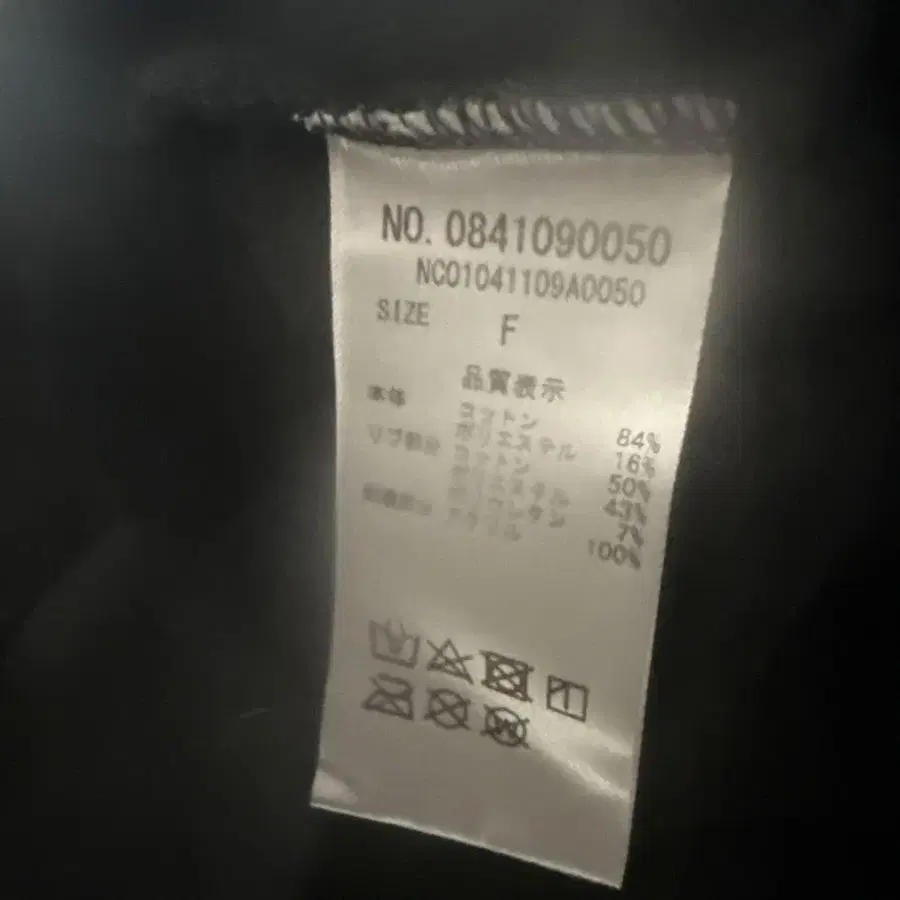 NO. 0841090050
NC01041109A0050
SIZE F
品質表示
本体 コットン 84%
ポリエステル 16%
リブ部分 コットン 50%
ポリエステル 43%
ポリウレタン 7%
アクリル 100%
W